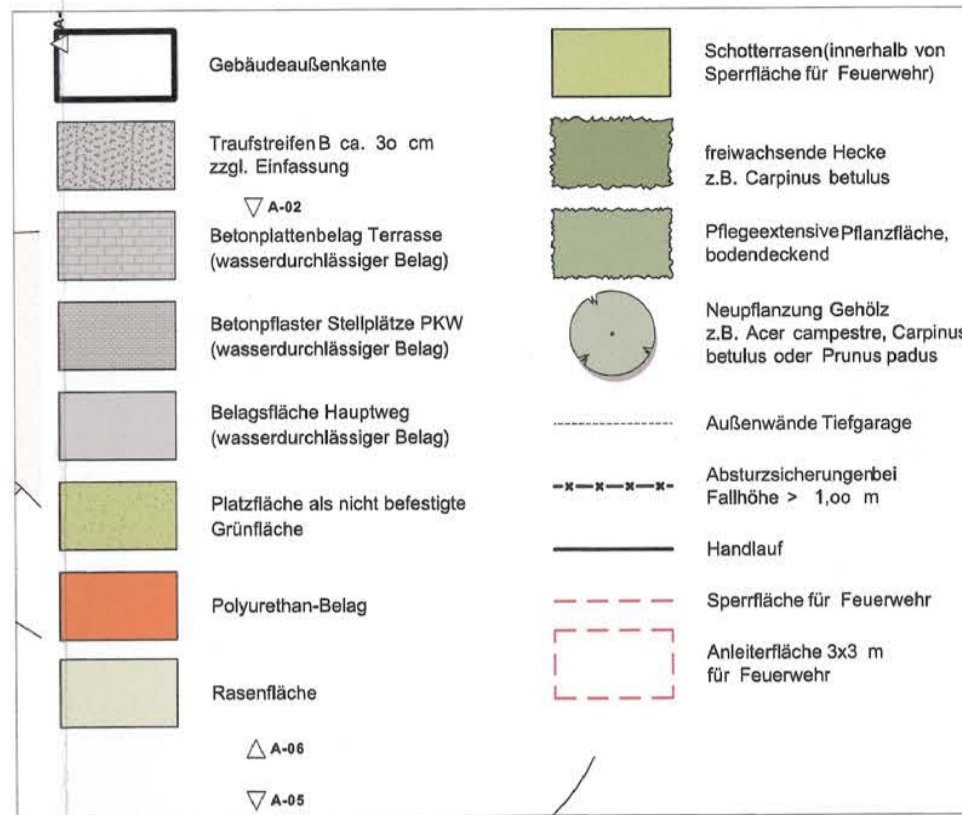 A-
Gebäudeaußenkante
Traufstreifen B ca. 3o cm
zzgl. Einfassung
A-02
Betonplattenbelag Terrasse
(wasserdurchlässiger Belag)
Betonpflaster Stellplätze PKW
(wasserdurchlässiger Belag)
Belagsfläche Hauptweg
(wasserdurchlässiger Belag)
Platzfläche als nicht befestigte
Grünfläche
Polyurethan-Belag
Rasenfläche
A-06
A-05
Schotterrasen(innerhalb von
Sperrfläche für Feuerwehr)
freiwachsende Hecke
z.B. Carpinus betulus
Pflegeextensive Pflanzfläche,
bodendeckend
Neupflanzung Gehölz
z.B. Acer campestre, Carpinus
betulus oder Prunus padus
Außenwände Tiefgarage
Absturzsicherungenbei
Fallhöhe > 1,oo m
Handlauf
Sperrfläche für Feuerwehr
Anleiterfläche 3x3 m
für Feuerwehr